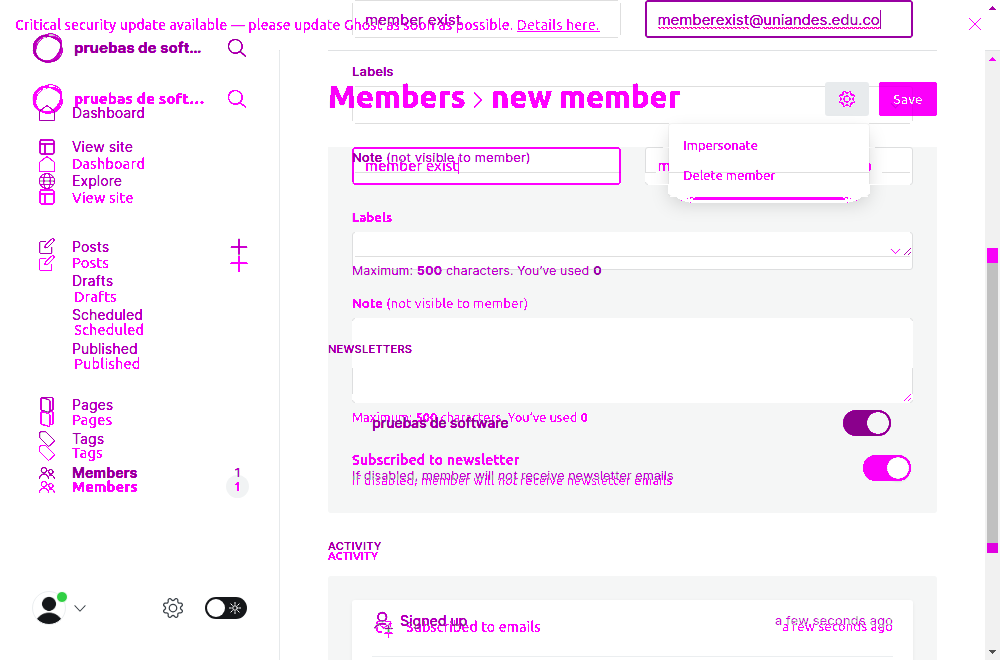 member exist
memberexist@uniandes.edu.co
Critical security update available — please update Ghost as soon as possible. Details here.
pruebas de soft...
Labels
pruebas de soft...
Members > new member
Save
Dashboard
Impersonate
View site
Note (not visible to member)
Dashboard
member exist
Explore
Delete member
View site
Labels
Posts
Posts
Maximum: 500 characters. You've used 0
Drafts
Drafts
Note (not visible to member)
Scheduled
Scheduled
Published
NEWSLETTERS
Published
Pages
Pages
Maximum: 500 characters. You've used 0
pruebas de software
Tags
Tags
Subscribed to newsletter
Members 1
If disabled, member will not receive newsletter emails
If disabled, member will not receive newsletter emails
Members 1
ACTIVITY
ACTIVITY
Signed up
a few seconds ago
Subscribed to emails
a few seconds ago